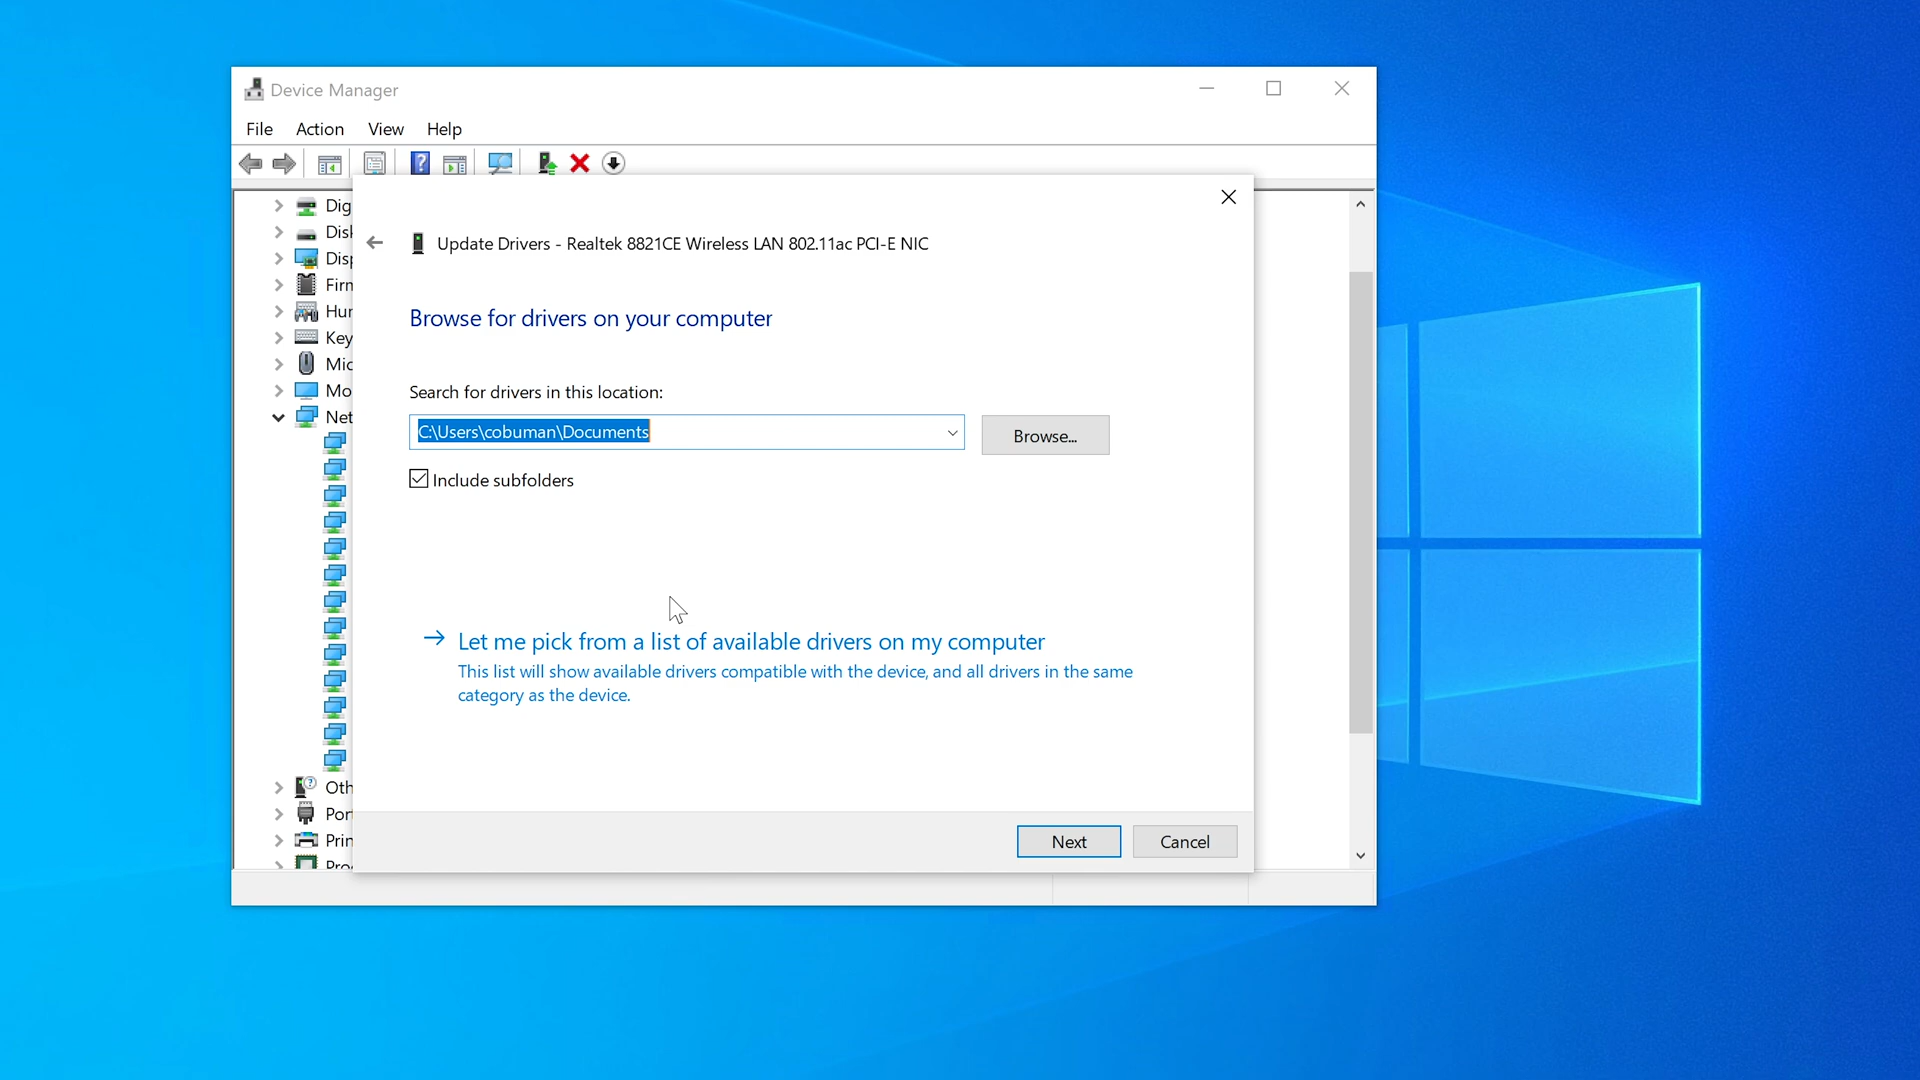 Device Manager
File Action View Help
Update Drivers - Realtek 8821CE Wireless LAN 802.11ac PCI-E NIC
Browse for drivers on your computer
Search for drivers in this location:
C:\Users\cobuman\Documents
Browse...
Include subfolders
Let me pick from a list of available drivers on my computer
This list will show available drivers compatible with the device, and all drivers in the same
category as the device.
Next
Cancel
Dig
Disk
Disp
Firm
Hum
Key
Mic
Mo
Net
Oth
Port
Prin